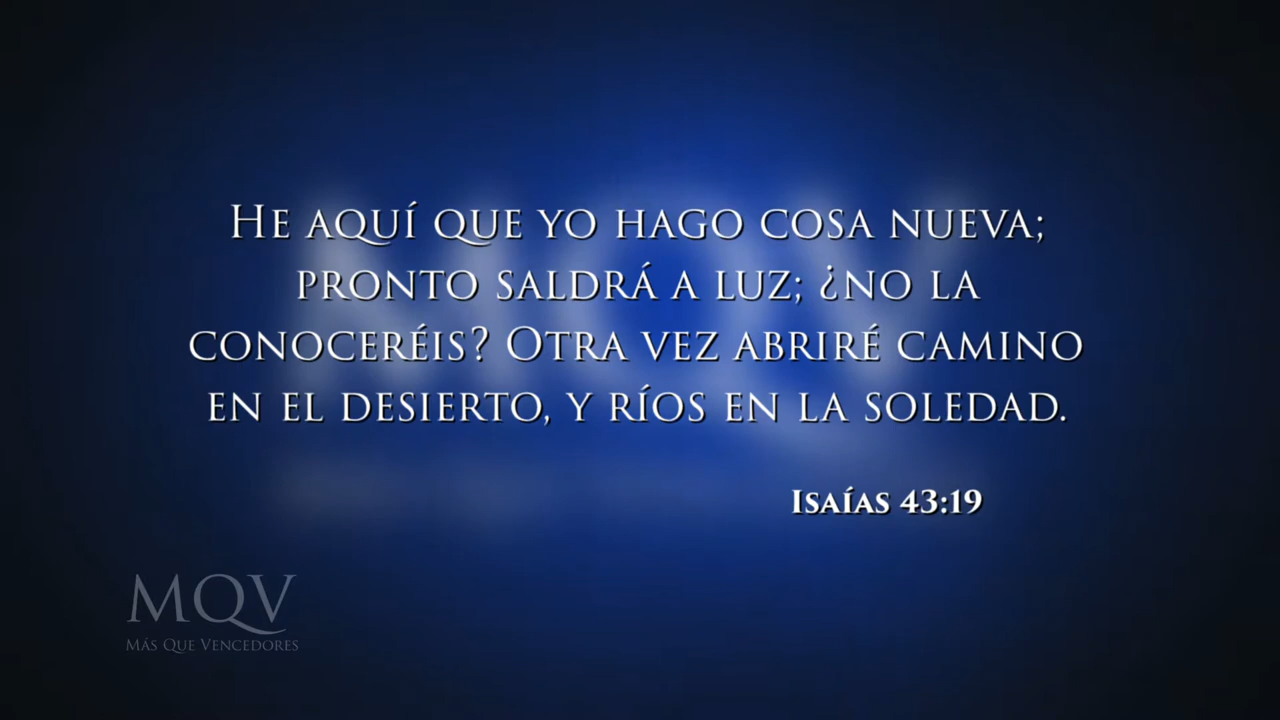 He aquí que yo hago cosa nueva;
pronto saldrá a luz; ¿no la
conoceréis? Otra vez abriré camino
en el desierto, y ríos en la soledad.
Isaías 43:19
MQV
Más Que Vencedores